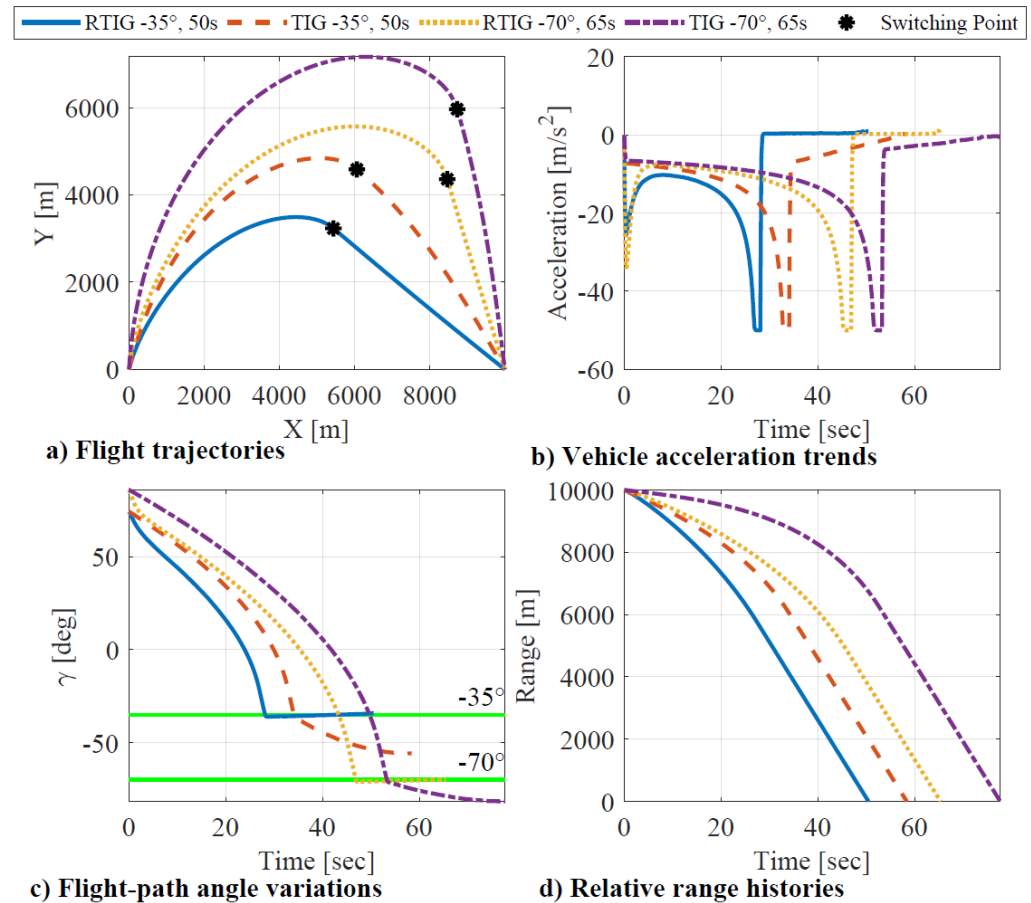 RTIG -35°, 50s TIG -35°, 50s RTIG -70°, 65s TIG -70°, 65s Switching Point
6000
4000
2000
0
Y [m]
0 2000 4000 6000 8000
X [m]
a) Flight trajectories
20
0
-20
-40
-60
Acceleration [m/s²]
0 20 40 60
Time [sec]
b) Vehicle acceleration trends
50
0
-50
γ [deg]
-35°
-70°
0 20 40 60
Time [sec]
c) Flight-path angle variations
10000
8000
6000
4000
2000
0
Range [m]
0 20 40 60
Time [sec]
d) Relative range histories